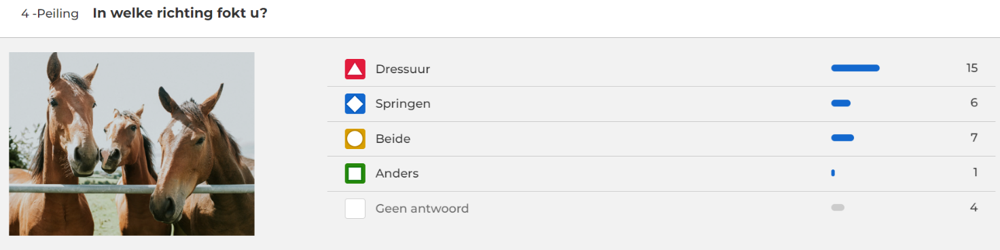 4 -Peiling In welke richting fokt u?
Dressuur 15
Springen 6
Beide 7
Anders 1
Geen antwoord 4